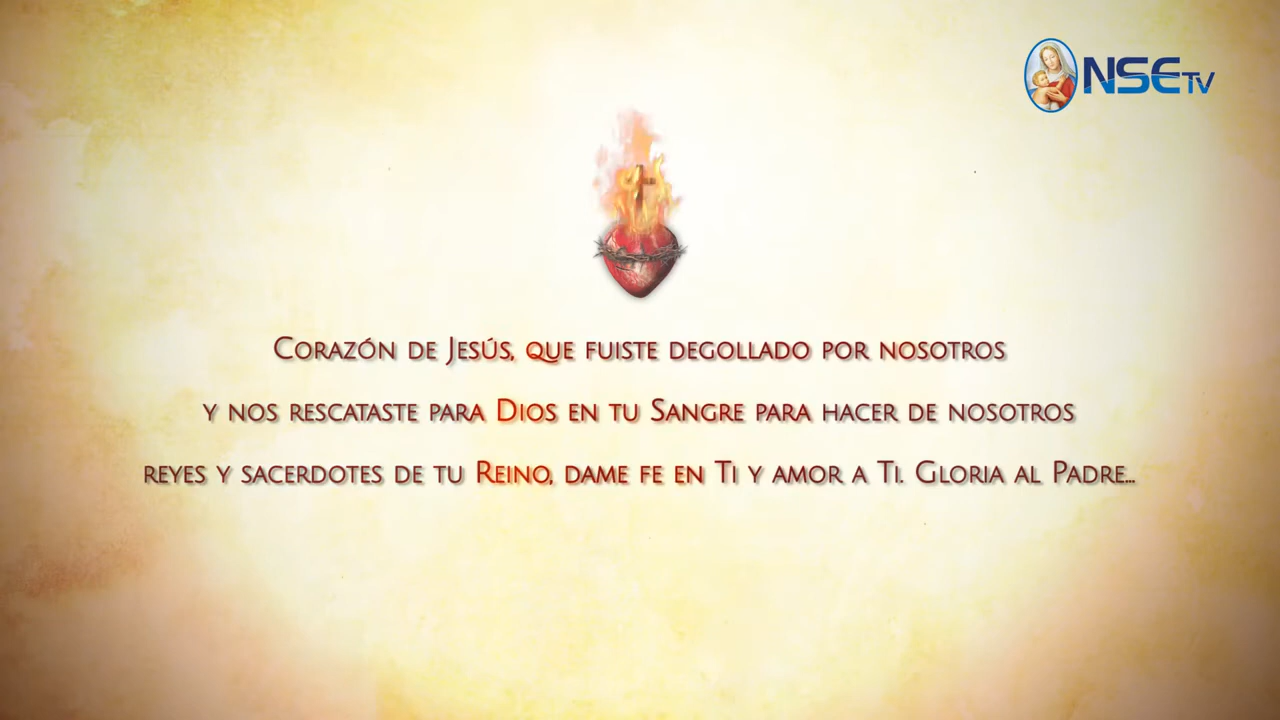 NSETV
Corazón de Jesús, que fuiste degollado por nosotros
y nos rescataste para Dios en tu Sangre para hacer de nosotros
reyes y sacerdotes de tu Reino, dame fe en Ti y amor a Ti. Gloria al Padre...